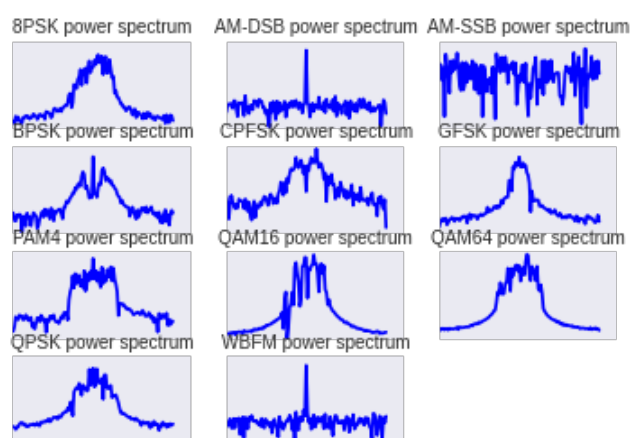 8PSK power spectrum AM-DSB power spectrum AM-SSB power spectrum
BPSK power spectrum CPFSK power spectrum GFSK power spectrum
PAM4 power spectrum QAM16 power spectrum QAM64 power spectrum
QPSK power spectrum WBFM power spectrum